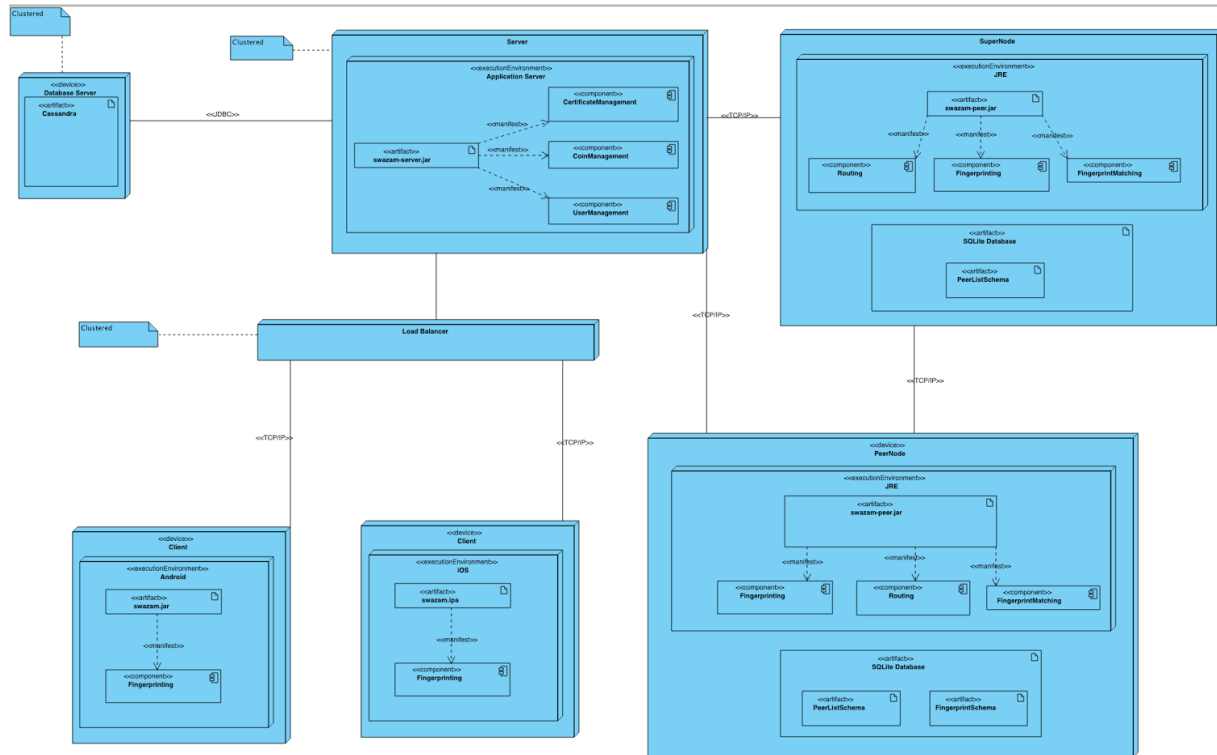 Clustered
<<device>>
Database Server
<<artifact>>
Cassandra
<<JDBC>>
Clustered
Server
<<executionEnvironment>>
Application Server
<<artifact>>
swazam-server.jar
<<manifest>>
<<manifest>>
<<manifest>>
<<component>>
CertificateManagement
<<component>>
CoinManagement
<<component>>
UserManagement
<<TCP/IP>>
SuperNode
<<executionEnvironment>>
JRE
<<artifact>>
swazam-peer.jar
<<manifest>>
<<manifest>>
<<manifest>>
<<component>>
Routing
<<component>>
Fingerprinting
<<component>>
FingerprintMatching
<<artifact>>
SQLite Database
<<artifact>>
PeerListSchema
Clustered
Load Balancer
<<TCP/IP>>
<<TCP/IP>>
<<TCP/IP>>
<<TCP/IP>>
<<device>>
Client
<<executionEnvironment>>
Android
<<artifact>>
swazam.jar
<<manifest>>
<<component>>
Fingerprinting
<<device>>
Client
<<executionEnvironment>>
iOS
<<artifact>>
swazam.ipa
<<manifest>>
<<component>>
Fingerprinting
<<device>>
PeerNode
<<executionEnvironment>>
JRE
<<artifact>>
swazam-peer.jar
<<manifest>>
<<manifest>>
<<manifest>>
<<component>>
Fingerprinting
<<component>>
Routing
<<component>>
FingerprintMatching
<<artifact>>
SQLite Database
<<artifact>>
PeerListSchema
<<artifact>>
FingerprintSchema